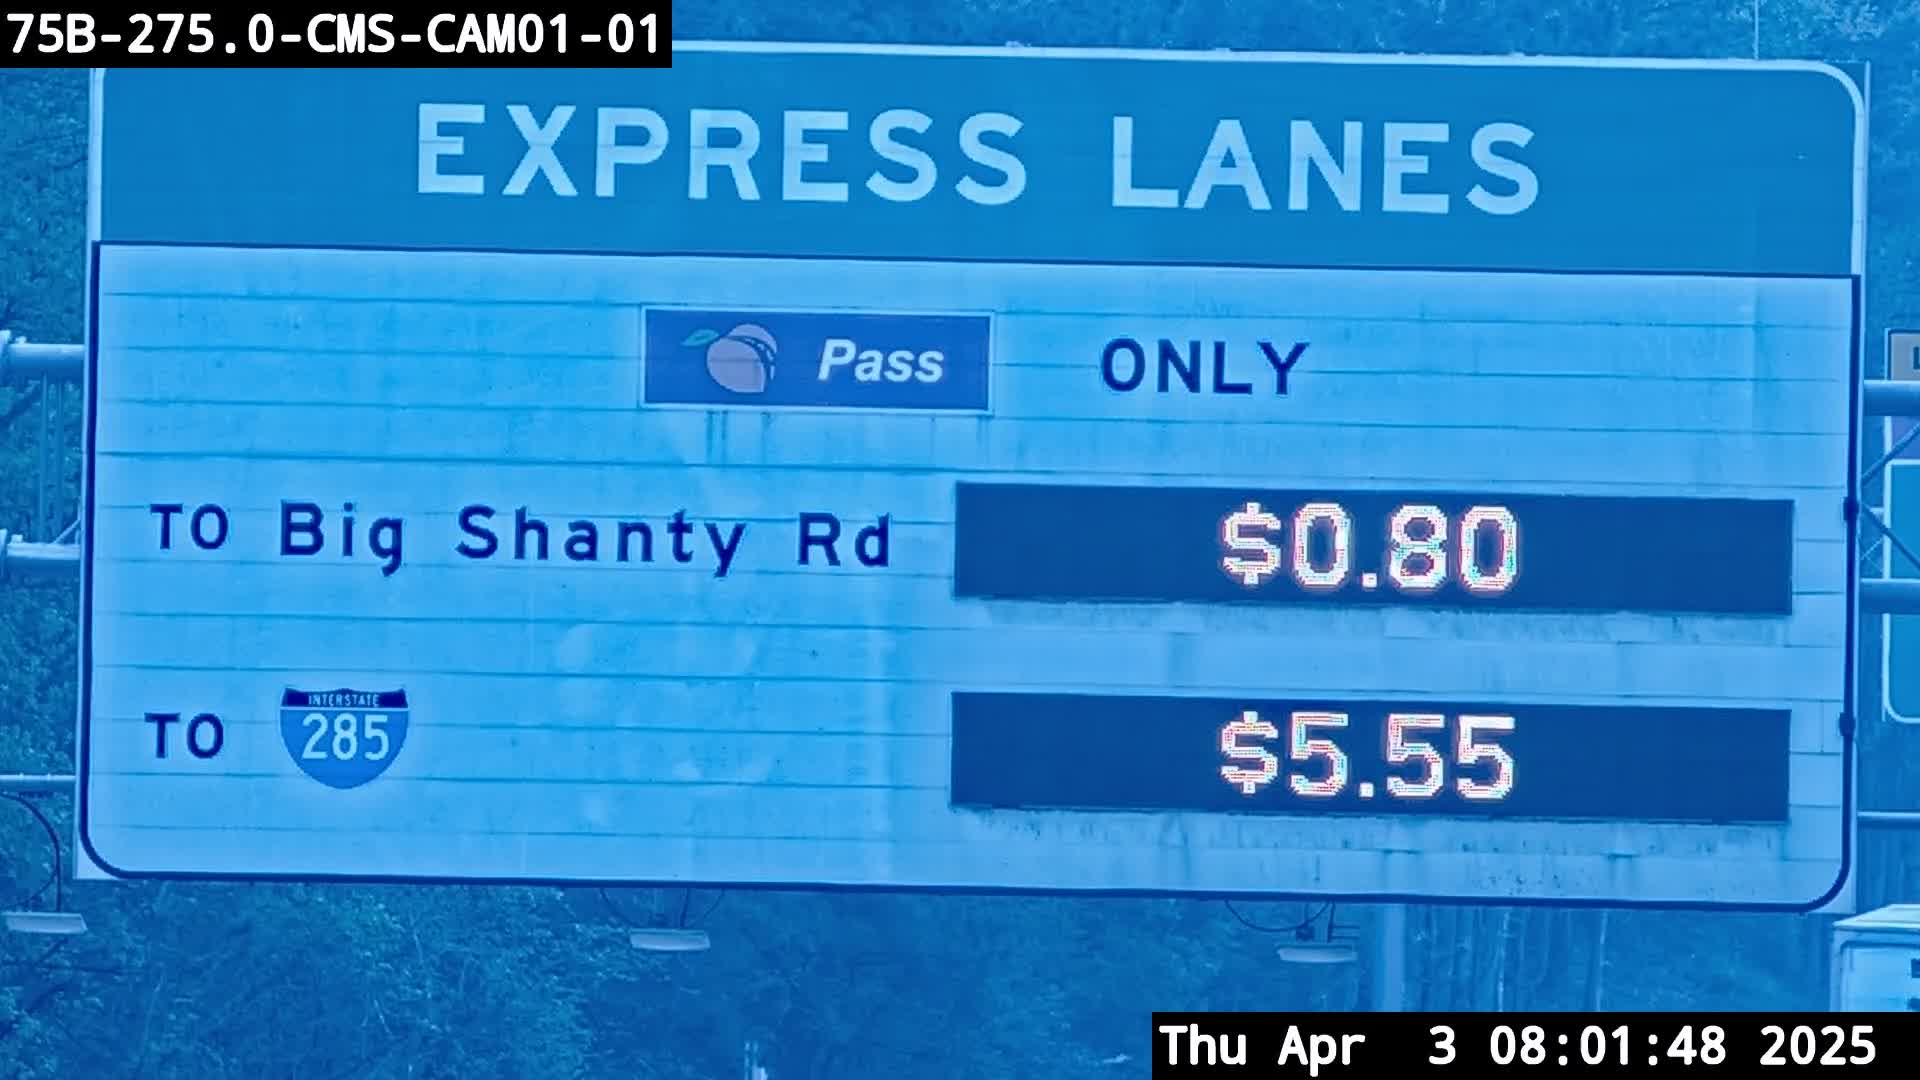 75B-275.0-CMS-CAM01-01
EXPRESS LANES
Pass ONLY
TO Big Shanty Rd $0.80
INTERSTATE
TO 285 $5.55
Thu Apr 3 08:01:48 2025